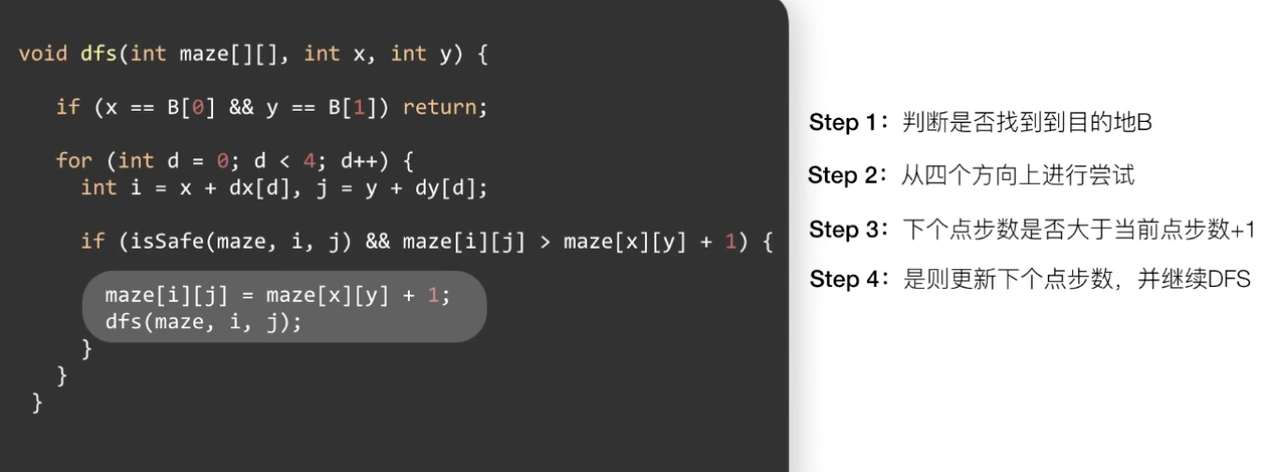 void dfs(int maze[][], int x, int y) {
if (x == B[0] && y == B[1]) return;
for (int d = 0; d < 4; d++) {
int i = x + dx[d], j = y + dy[d];
if (isSafe(maze, i, j) && maze[i][j] > maze[x][y] + 1) {
maze[i][j] = maze[x][y] + 1;
dfs(maze, i, j);
}
}
}
Step 1：判断是否找到到目的地B
Step 2：从四个方向上进行尝试
Step 3：下个点步数是否大于当前点步数+1
Step 4：是则更新下个点步数，并继续DFS